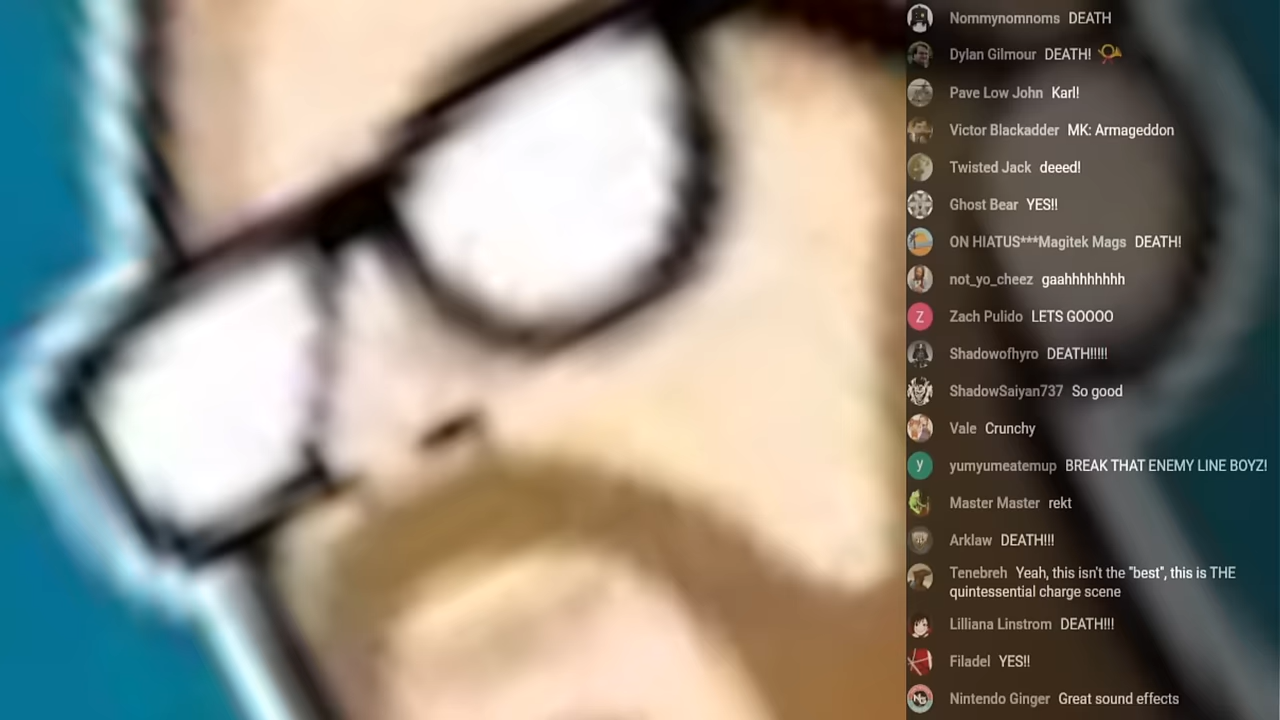 Nommynomnoms DEATH
Dylan Gilmour DEATH!
Pave Low John Karl!
Victor Blackadder MK: Armageddon
Twisted Jack deeed!
Ghost Bear YES!!
ON HIATUS***Magitek Mags DEATH!
not_yo_cheez gaahhhhhhhh
Z Zach Pulido LETS GOOOO
Shadowofhyro DEATH!!!!!
ShadowSaiyan737 So good
Vale Crunchy
y yumyumeatemup BREAK THAT ENEMY LINE BOYZ!
Master Master rekt
Arklaw DEATH!!!
Tenebreh Yeah, this isn't the "best", this is THE
quintessential charge scene
Lilliana Linstrom DEATH!!!
Filadel YES!!
Nintendo Ginger Great sound effects